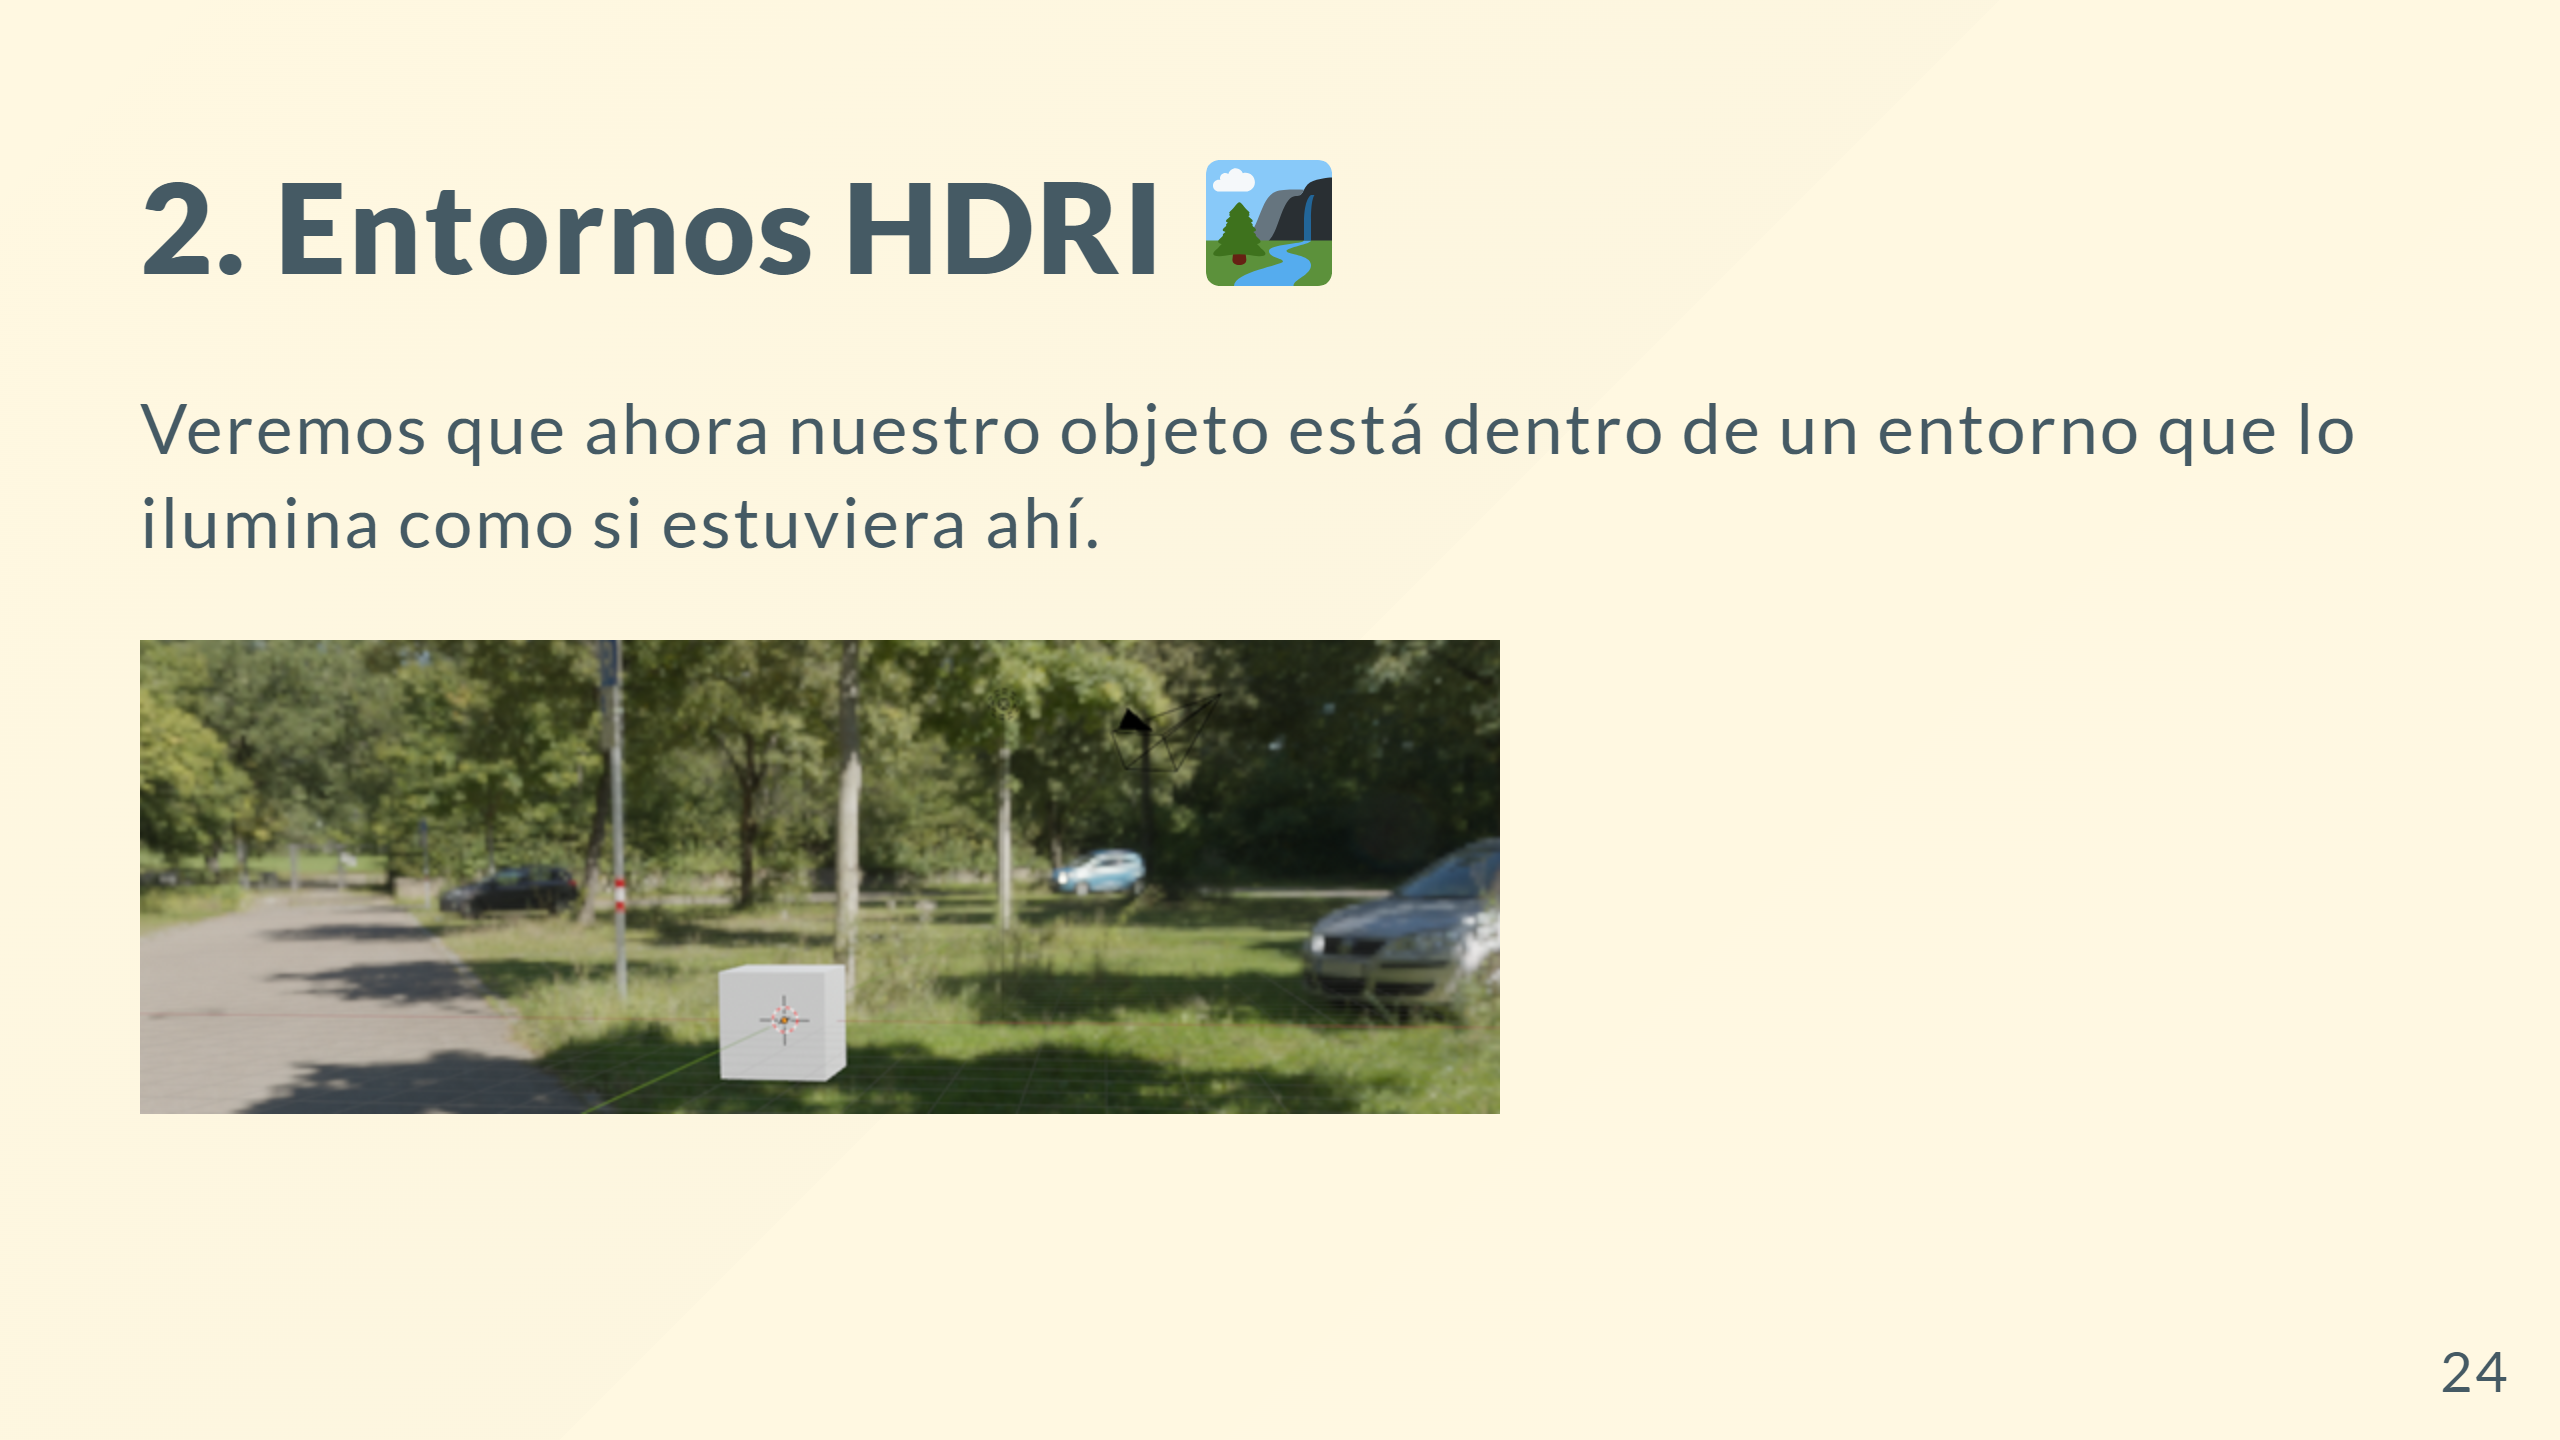 2. Entornos HDRI
Veremos que ahora nuestro objeto está dentro de un entorno que lo
ilumina como si estuviera ahí.
24